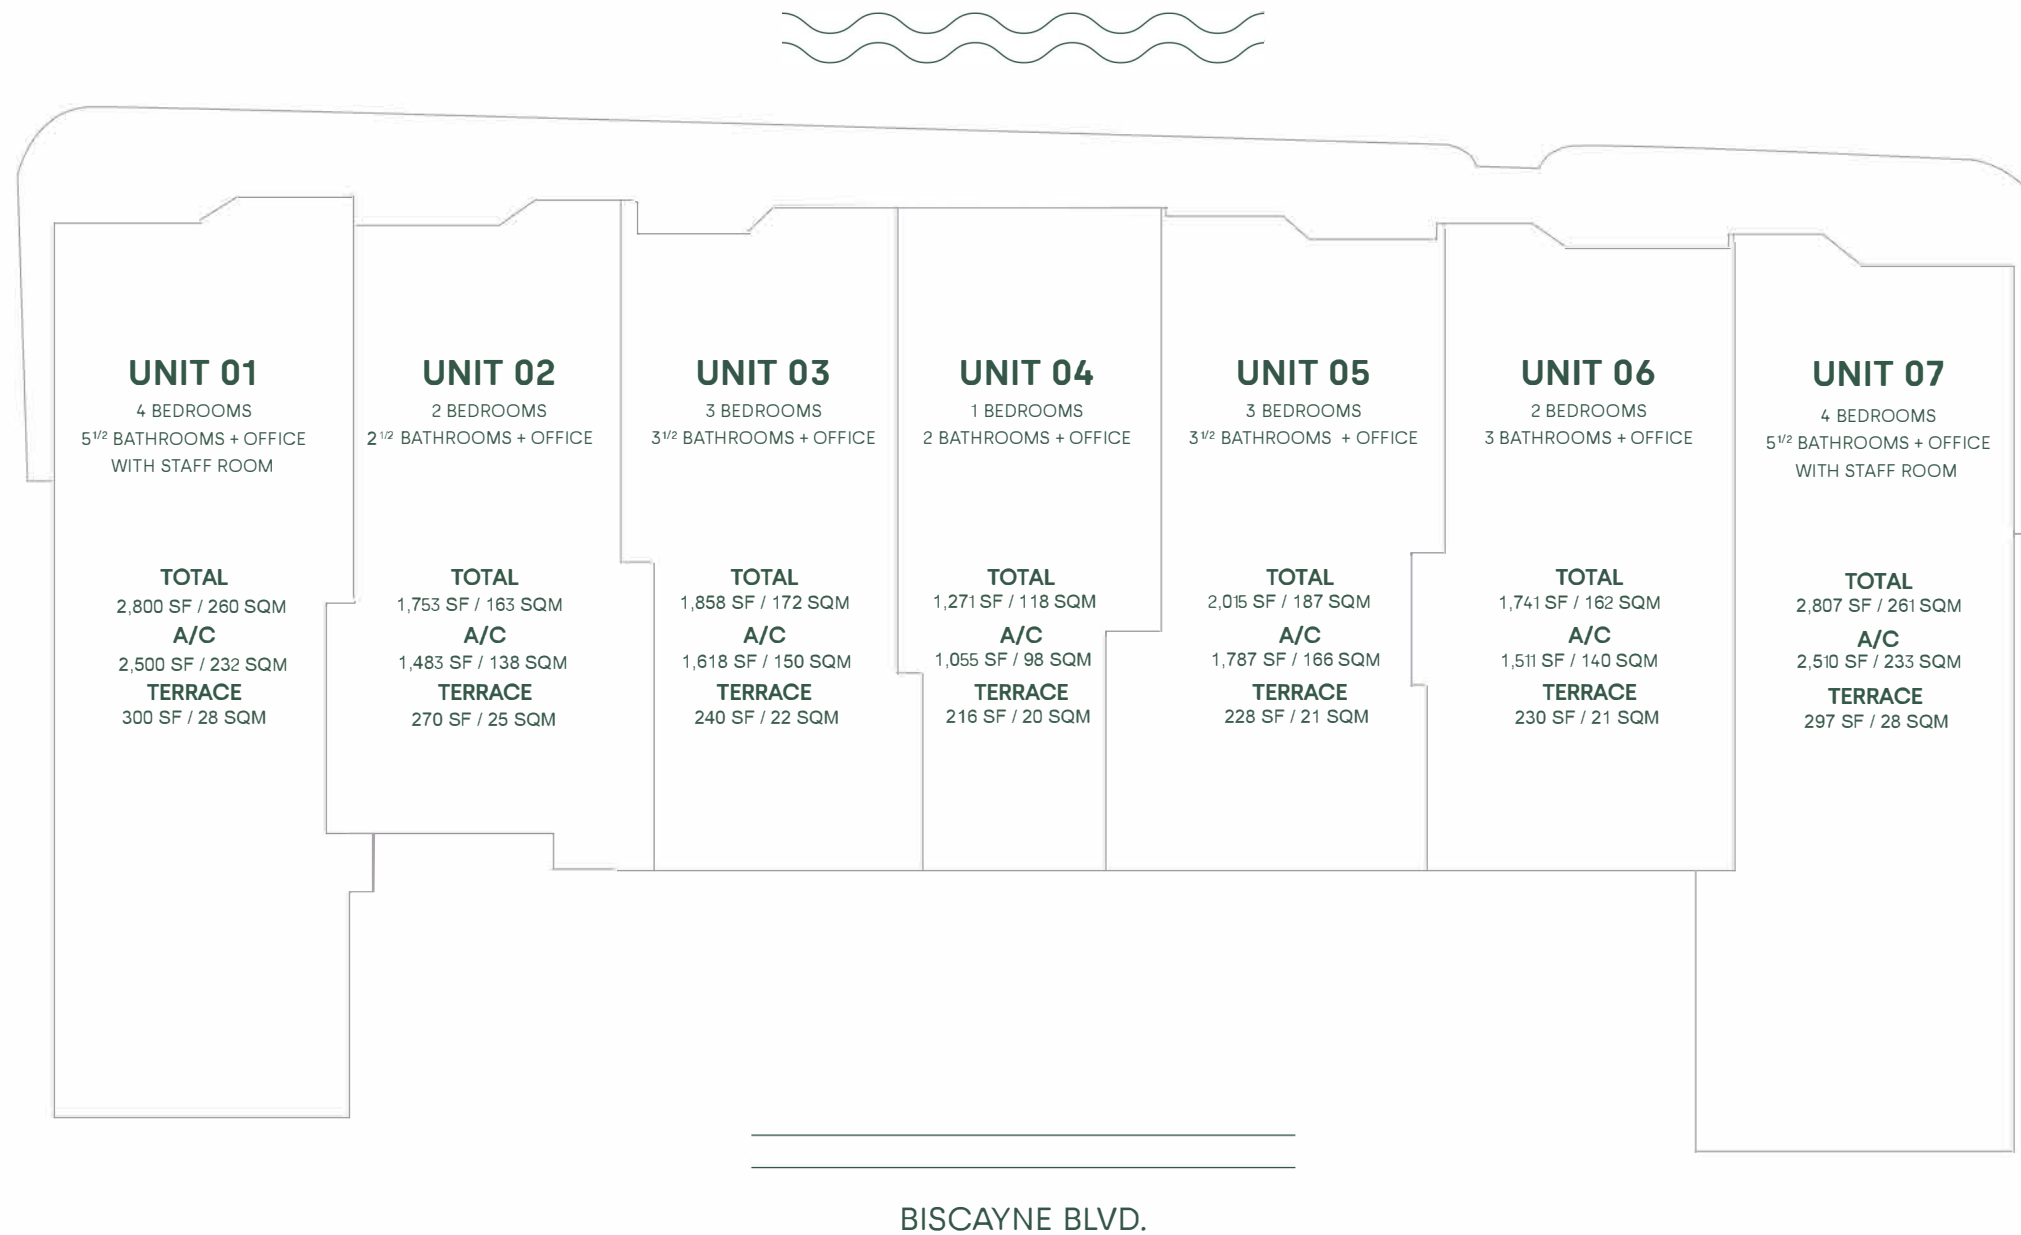 UNIT 01
4 BEDROOMS
5 1/2 BATHROOMS + OFFICE
WITH STAFF ROOM
TOTAL
2,800 SF / 260 SQM
A/C
2,500 SF / 232 SQM
TERRACE
300 SF / 28 SQM
UNIT 02
2 BEDROOMS
2 1/2 BATHROOMS + OFFICE
TOTAL
1,753 SF / 163 SQM
A/C
1,483 SF / 138 SQM
TERRACE
270 SF / 25 SQM
UNIT 03
3 BEDROOMS
3 1/2 BATHROOMS + OFFICE
TOTAL
1,858 SF / 172 SQM
A/C
1,618 SF / 150 SQM
TERRACE
240 SF / 22 SQM
UNIT 04
1 BEDROOMS
2 BATHROOMS + OFFICE
TOTAL
1,271 SF / 118 SQM
A/C
1,055 SF / 98 SQM
TERRACE
216 SF / 20 SQM
UNIT 05
3 BEDROOMS
3 1/2 BATHROOMS + OFFICE
TOTAL
2,015 SF / 187 SQM
A/C
1,787 SF / 166 SQM
TERRACE
228 SF / 21 SQM
UNIT 06
2 BEDROOMS
3 BATHROOMS + OFFICE
TOTAL
1,741 SF / 162 SQM
A/C
1,511 SF / 140 SQM
TERRACE
230 SF / 21 SQM
UNIT 07
4 BEDROOMS
5 1/2 BATHROOMS + OFFICE
WITH STAFF ROOM
TOTAL
2,807 SF / 261 SQM
A/C
2,510 SF / 233 SQM
TERRACE
297 SF / 28 SQM
BISCAYNE BLVD.